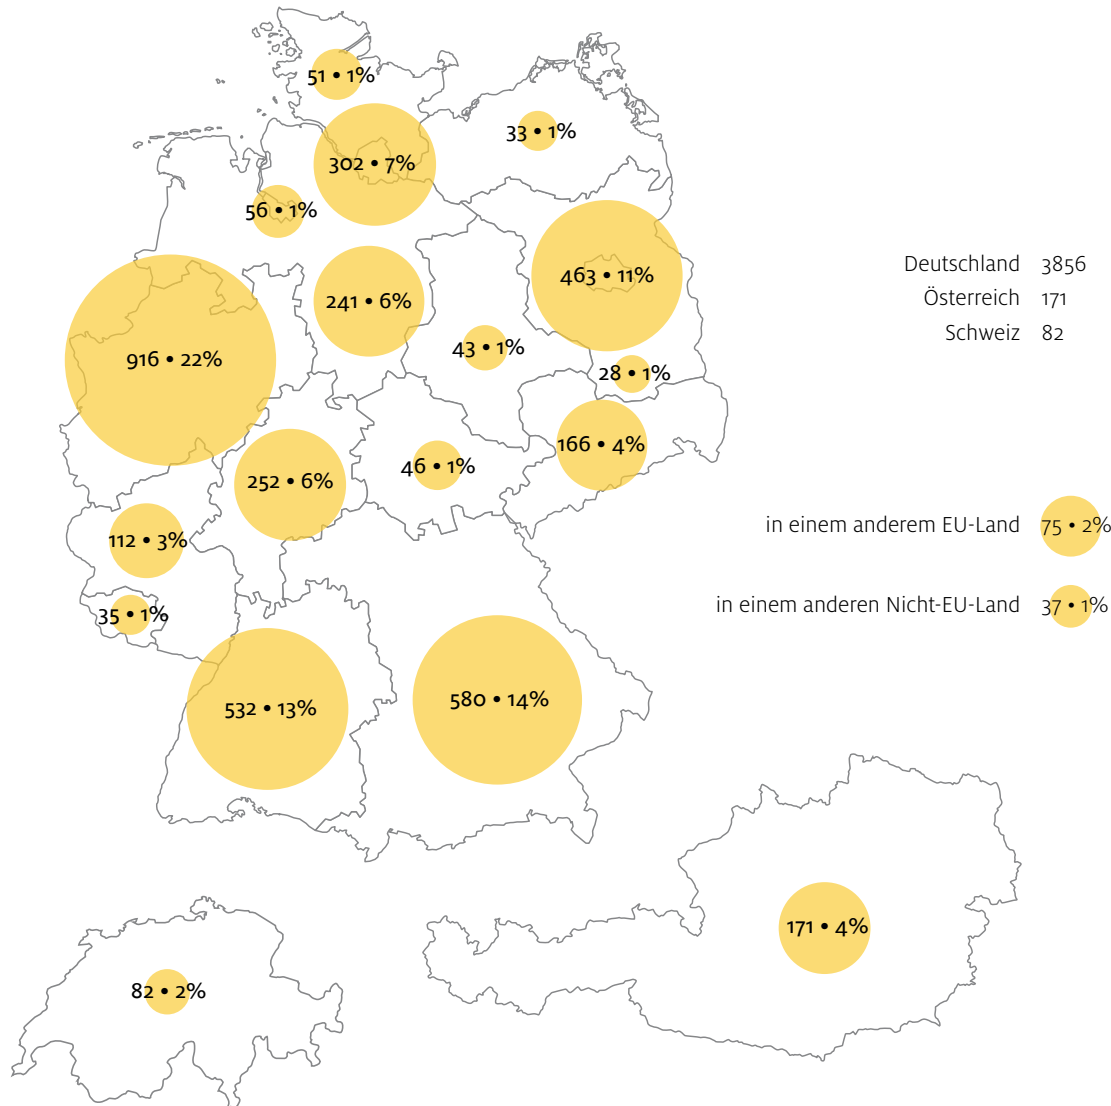 51 • 1%
33 • 1%
302 • 7%
56 • 1%
463 • 11%
Deutschland 3856
Österreich 171
Schweiz 82
241 • 6%
43 • 1%
916 • 22%
28 • 1%
166 • 4%
46 • 1%
252 • 6%
in einem anderem EU-Land 75 • 2%
112 • 3%
in einem anderen Nicht-EU-Land 37 • 1%
35 • 1%
580 • 14%
532 • 13%
171 • 4%
82 • 2%